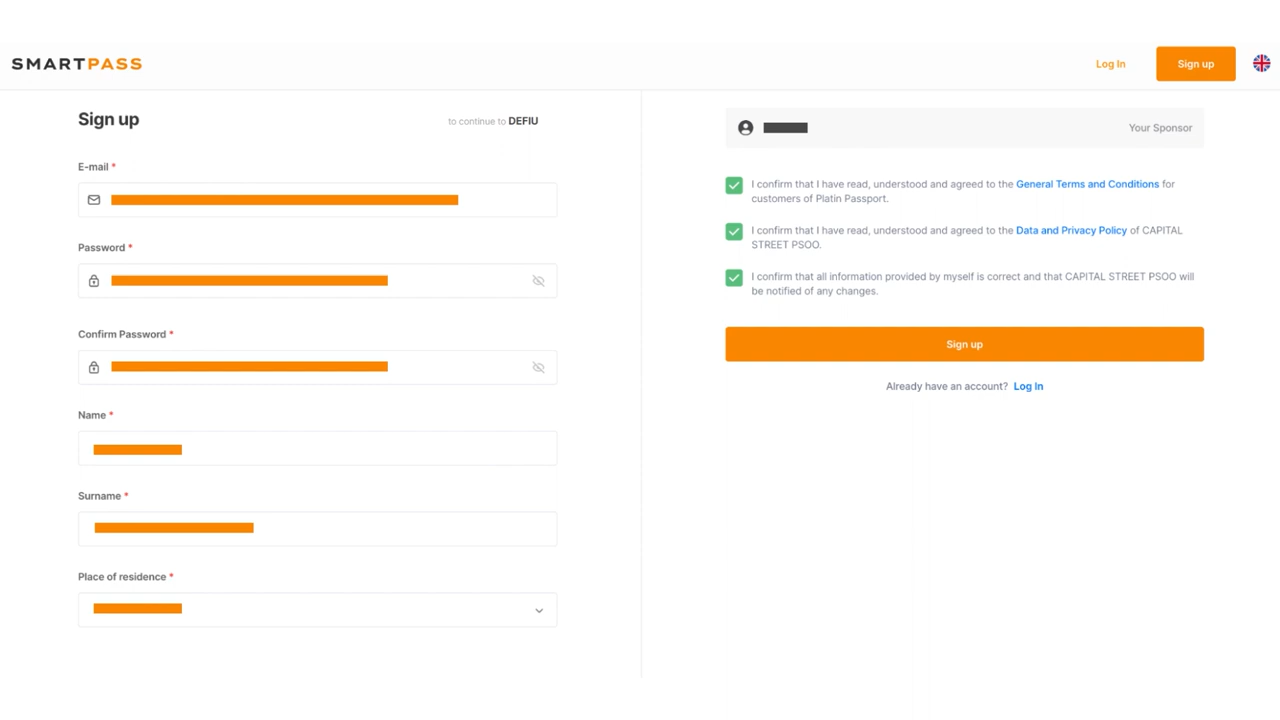 SMARTPASS
Log In
Sign up
Sign up
to continue to DEFIU
E-mail *
Password *
Confirm Password *
Name *
Surname *
Place of residence *
Your Sponsor
I confirm that I have read, understood and agreed to the General Terms and Conditions for
customers of Platin Passport.
I confirm that I have read, understood and agreed to the Data and Privacy Policy of CAPITAL
STREET PSOO.
I confirm that all information provided by myself is correct and that CAPITAL STREET PSOO will
be notified of any changes.
Sign up
Already have an account? Log In